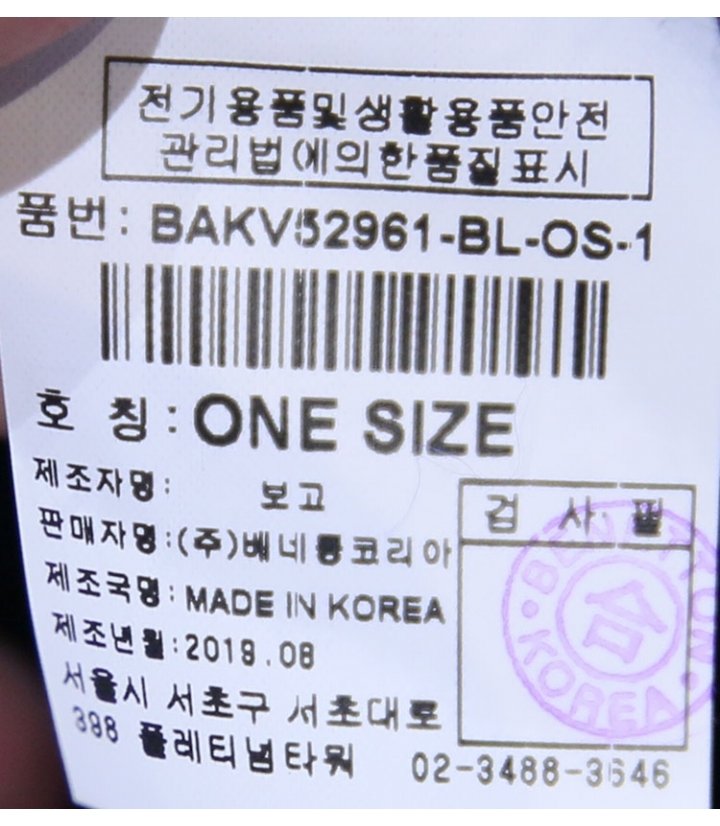 전기용품및생활용품안전
관리법에의한품질표시
품번: BAKV52961-BL-OS-1
호 칭 : ONE SIZE
제조자명: 보고
판매자명:(주)베네통코리아
제조국명: MADE IN KOREA
제조년월:2019.08
서울시 서초구 서초대로
398 플래티넘타워 02-3488-3646
검 사 필
BENETTON
合
KOREA